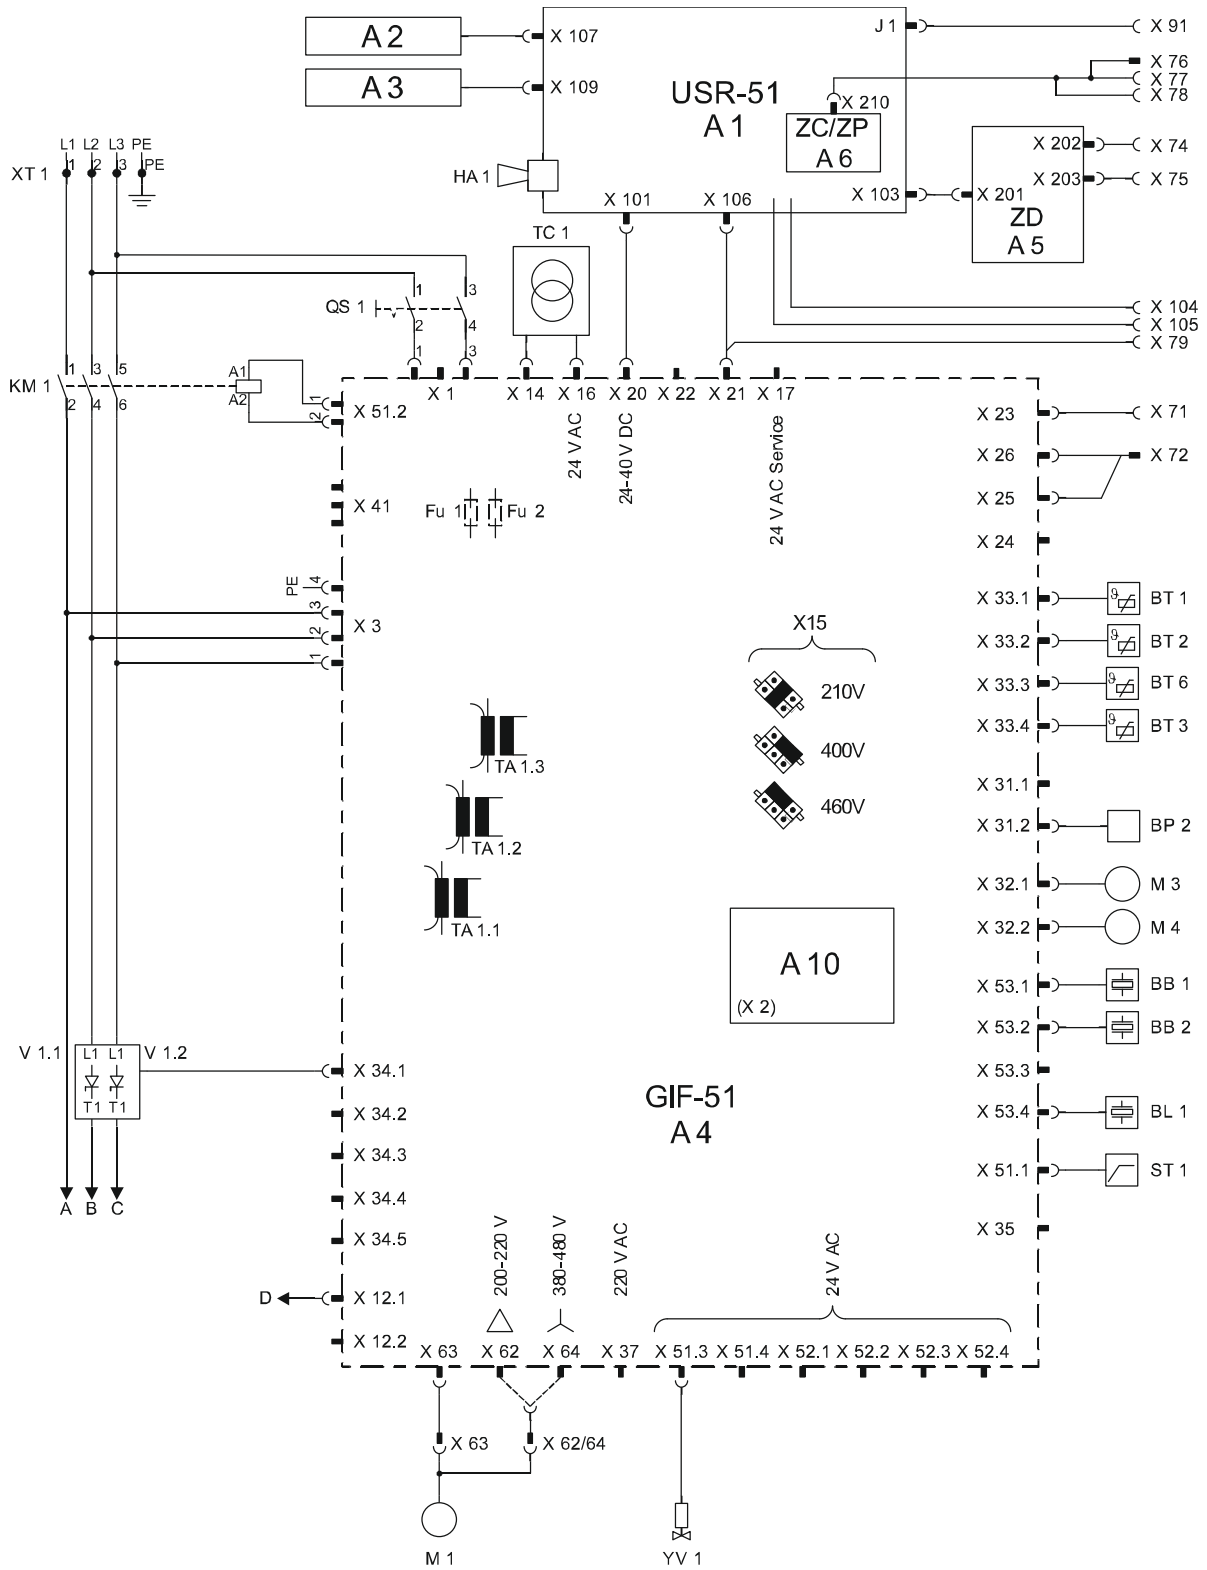 A 2
X 107
J 1
X 91
A 3
X 109
USR-51
A 1
X 210
ZC/ZP
A 6
X 76
X 77
X 78
L1 L2 L3 PE
1 2 3 PE
XT 1
HA 1
X 101
X 106
X 103
X 201
X 202
X 203
ZD
A 5
X 74
X 75
TC 1
QS 1
1
3
2
4
1
3
X 104
X 105
X 79
KM 1
1 3 5
2 4 6
A1
A2
1
2
X 51.2
X 1
X 14
X 16
X 20
X 22
X 21
X 17
24 V AC
24-40V DC
24 V AC Service
X 23
X 71
X 26
X 72
X 25
X 24
X 41
Fu 1
Fu 2
PE
4
3
2
1
X 3
X 33.1
BT 1
X 33.2
BT 2
X 33.3
BT 6
X 33.4
BT 3
X15
210V
400V
460V
TA 1.3
TA 1.2
TA 1.1
X 31.1
X 31.2
BP 2
X 32.1
M 3
X 32.2
M 4
A 10
(X 2)
X 53.1
BB 1
X 53.2
BB 2
X 53.3
X 53.4
BL 1
X 51.1
ST 1
X 35
V 1.1
L1 L1
T1 T1
V 1.2
X 34.1
X 34.2
X 34.3
X 34.4
X 34.5
GIF-51
A 4
A B C
D
X 12.1
X 12.2
200-220 V
380-480 V
220 V AC
24 V AC
X 63
X 62
X 64
X 37
X 51.3
X 51.4
X 52.1
X 52.2
X 52.3
X 52.4
X 63
X 62/64
M 1
YV 1
ϑ
ϑ
ϑ
ϑ